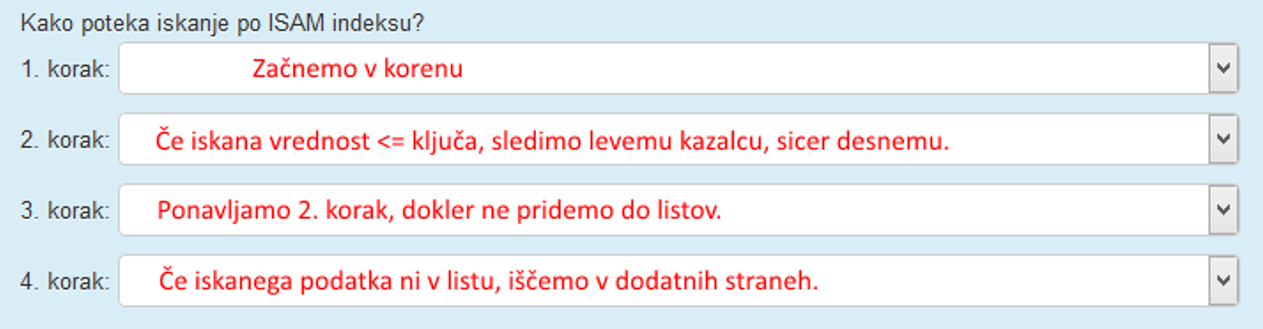 Kako poteka iskanje po ISAM indeksu?
1. korak: Začnemo v korenu
2. korak: Če iskana vrednost <= ključa, sledimo levemu kazalcu, sicer desnemu.
3. korak: Ponavljamo 2. korak, dokler ne pridemo do listov.
4. korak: Če iskanega podatka ni v listu, iščemo v dodatnih straneh.